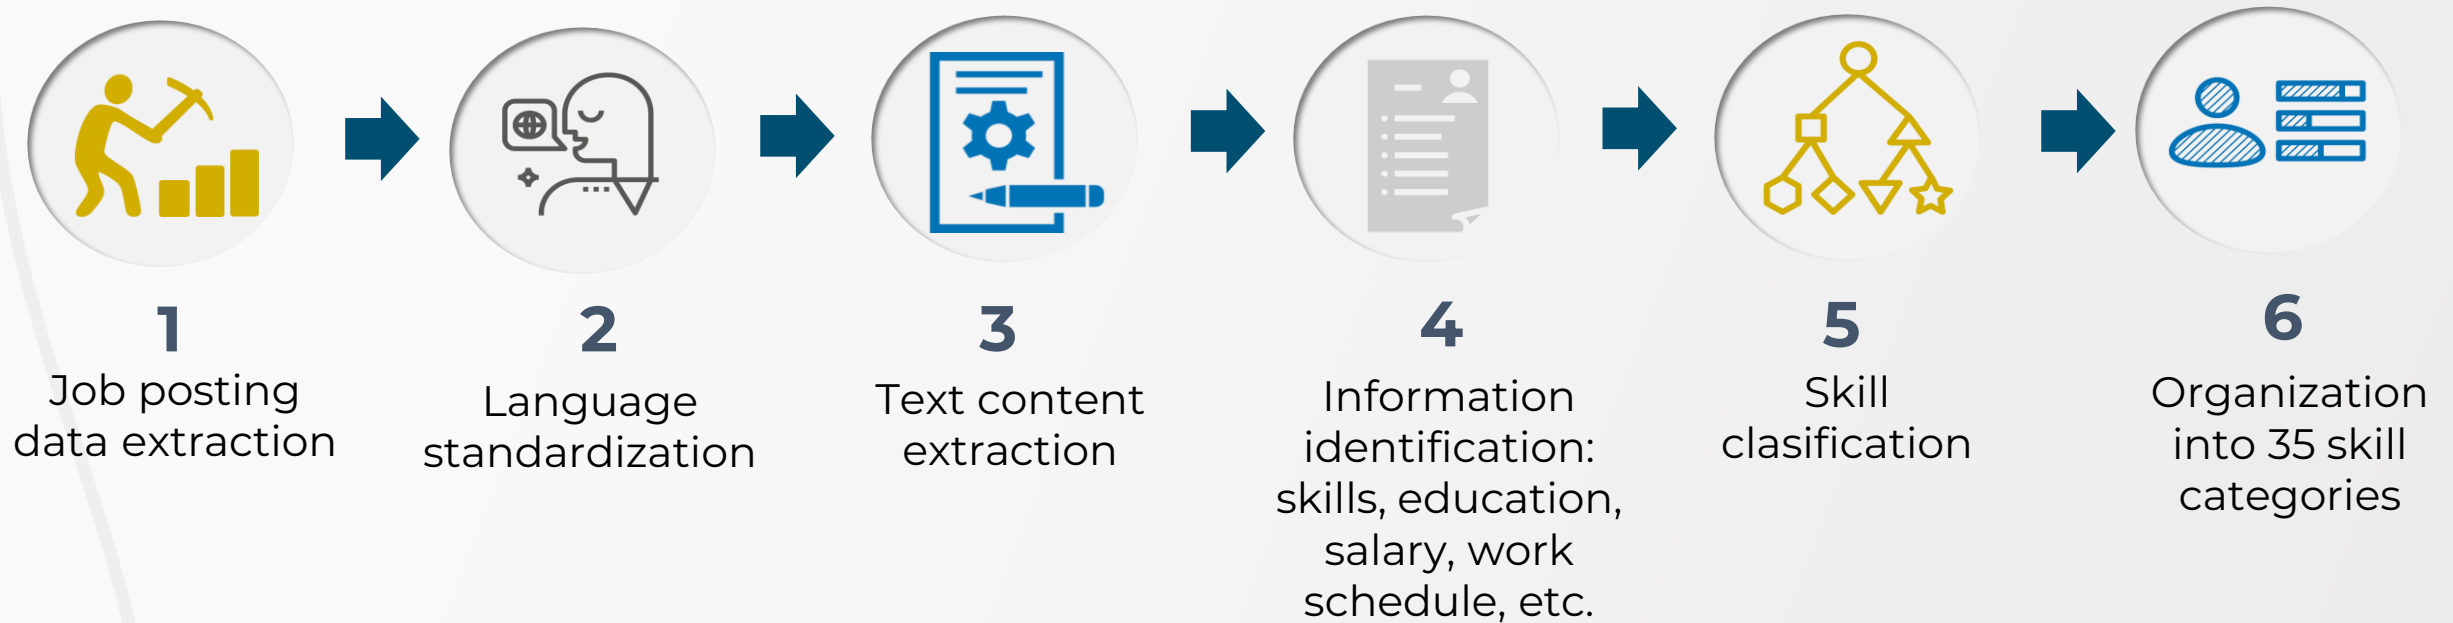 1
Job posting
data extraction
2
Language
standardization
3
Text content
extraction
4
Information
identification:
skills, education,
salary, work
schedule, etc.
5
Skill
clasification
6
Organization
into 35 skill
categories